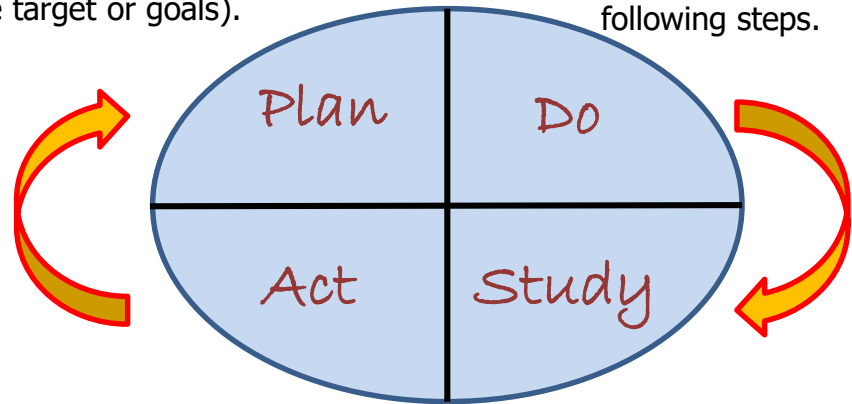 target or goals).
following steps.
Plan
Do
Act
Study